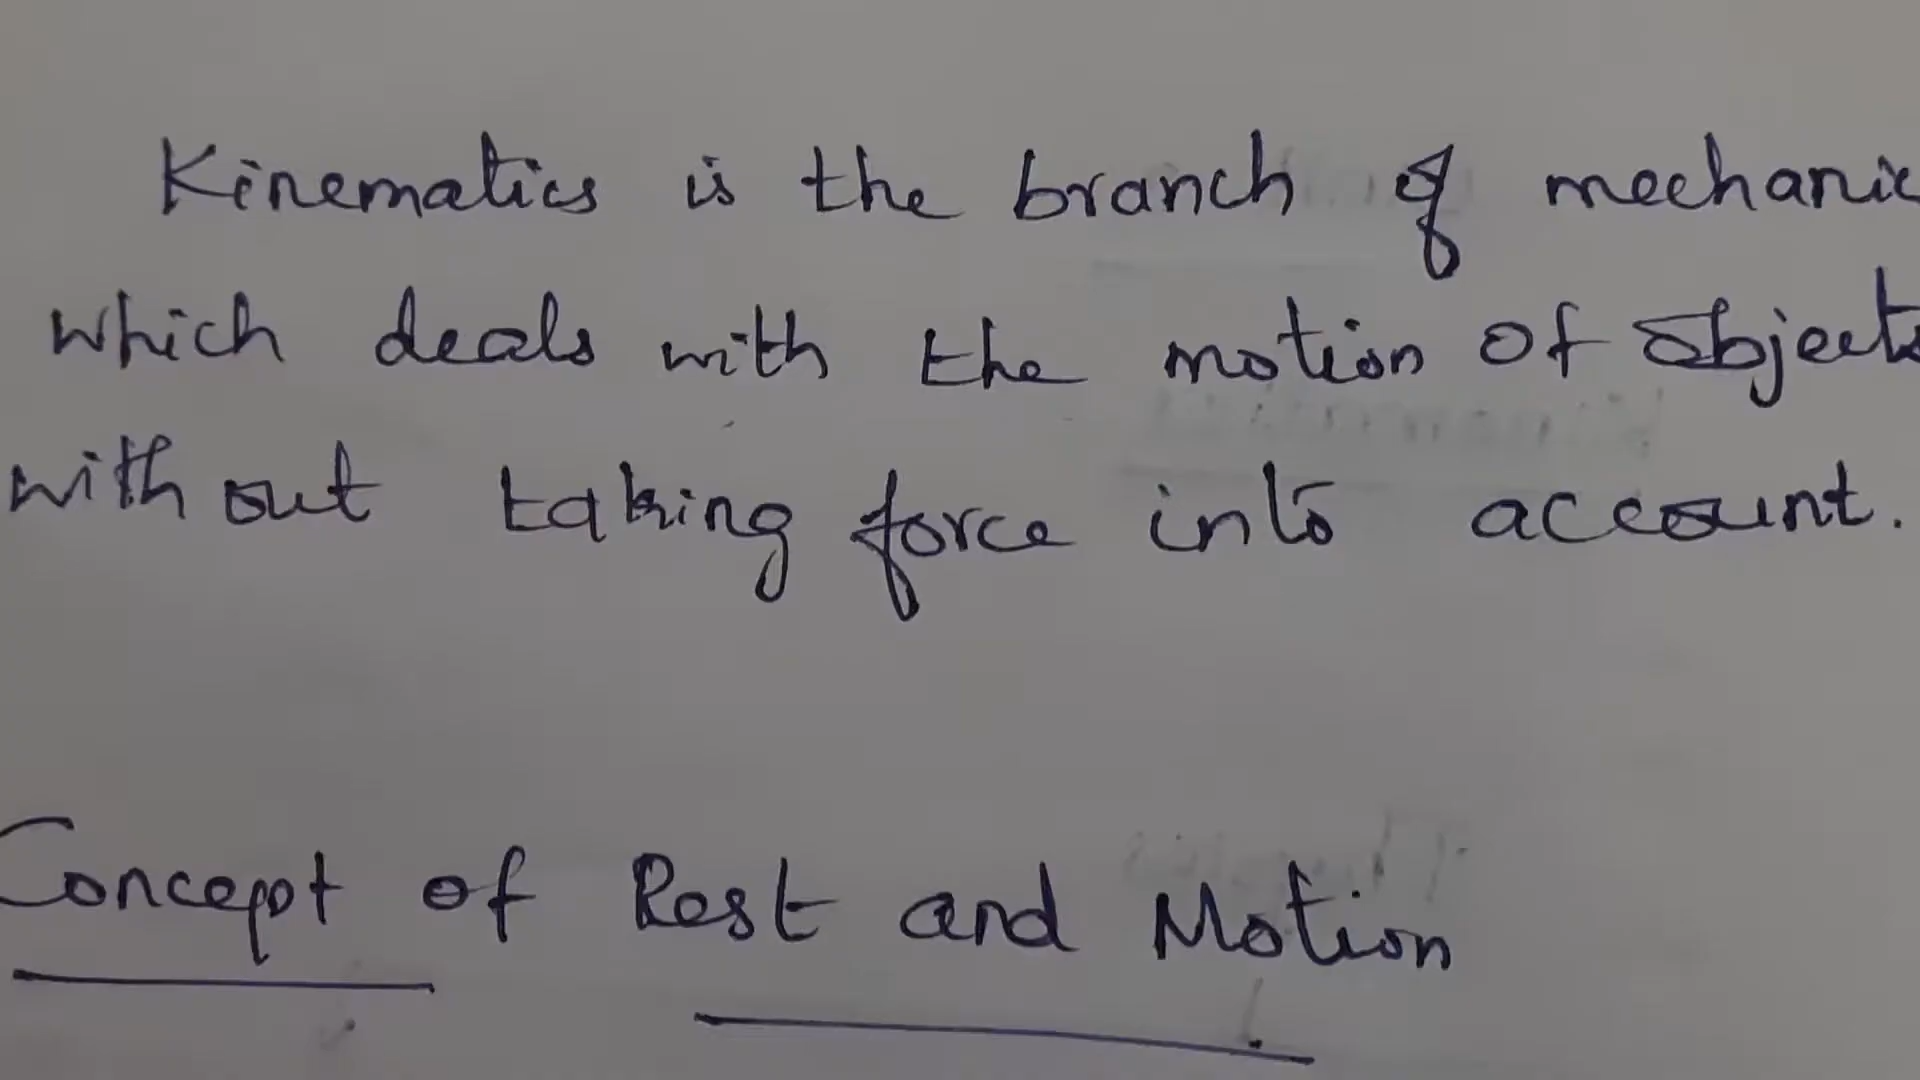 Kinematics is the branch of mechanic
which deals with the motion of objects
with out taking force into account.
Concept of Rest and Motion